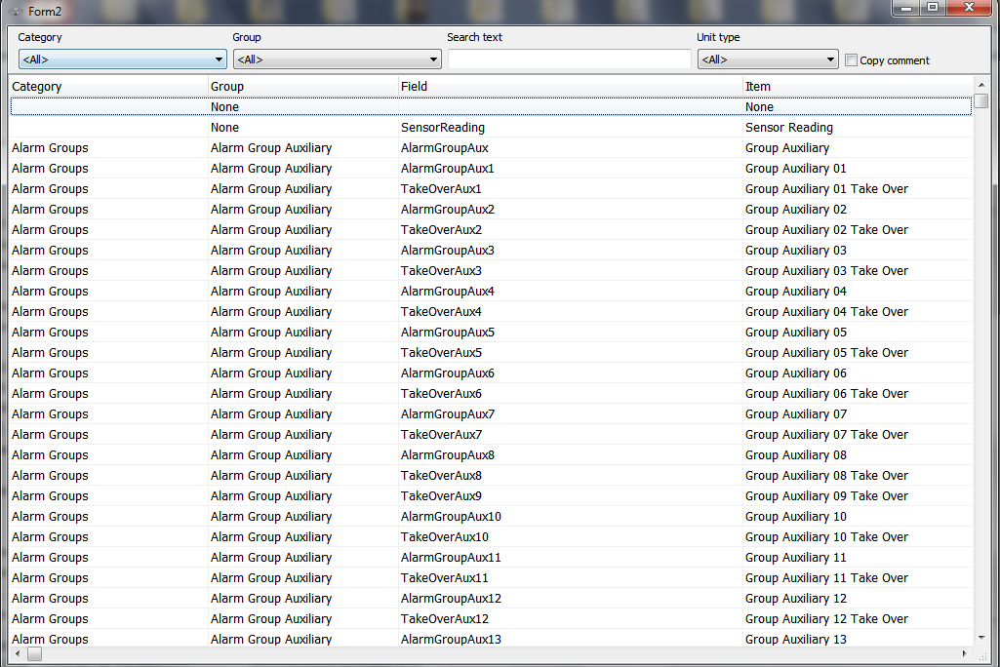 Form2
Category Group Search text Unit type
<All> <All> <All> Copy comment
Category Group Field Item
None None
None SensorReading Sensor Reading
Alarm Groups Alarm Group Auxiliary AlarmGroupAux Group Auxiliary
Alarm Groups Alarm Group Auxiliary AlarmGroupAux1 Group Auxiliary 01
Alarm Groups Alarm Group Auxiliary TakeOverAux1 Group Auxiliary 01 Take Over
Alarm Groups Alarm Group Auxiliary AlarmGroupAux2 Group Auxiliary 02
Alarm Groups Alarm Group Auxiliary TakeOverAux2 Group Auxiliary 02 Take Over
Alarm Groups Alarm Group Auxiliary AlarmGroupAux3 Group Auxiliary 03
Alarm Groups Alarm Group Auxiliary TakeOverAux3 Group Auxiliary 03 Take Over
Alarm Groups Alarm Group Auxiliary AlarmGroupAux4 Group Auxiliary 04
Alarm Groups Alarm Group Auxiliary TakeOverAux4 Group Auxiliary 04 Take Over
Alarm Groups Alarm Group Auxiliary AlarmGroupAux5 Group Auxiliary 05
Alarm Groups Alarm Group Auxiliary TakeOverAux5 Group Auxiliary 05 Take Over
Alarm Groups Alarm Group Auxiliary AlarmGroupAux6 Group Auxiliary 06
Alarm Groups Alarm Group Auxiliary TakeOverAux6 Group Auxiliary 06 Take Over
Alarm Groups Alarm Group Auxiliary AlarmGroupAux7 Group Auxiliary 07
Alarm Groups Alarm Group Auxiliary TakeOverAux7 Group Auxiliary 07 Take Over
Alarm Groups Alarm Group Auxiliary AlarmGroupAux8 Group Auxiliary 08
Alarm Groups Alarm Group Auxiliary TakeOverAux8 Group Auxiliary 08 Take Over
Alarm Groups Alarm Group Auxiliary TakeOverAux9 Group Auxiliary 09 Take Over
Alarm Groups Alarm Group Auxiliary AlarmGroupAux10 Group Auxiliary 10
Alarm Groups Alarm Group Auxiliary TakeOverAux10 Group Auxiliary 10 Take Over
Alarm Groups Alarm Group Auxiliary AlarmGroupAux11 Group Auxiliary 11
Alarm Groups Alarm Group Auxiliary TakeOverAux11 Group Auxiliary 11 Take Over
Alarm Groups Alarm Group Auxiliary AlarmGroupAux12 Group Auxiliary 12
Alarm Groups Alarm Group Auxiliary TakeOverAux12 Group Auxiliary 12 Take Over
Alarm Groups Alarm Group Auxiliary AlarmGroupAux13 Group Auxiliary 13